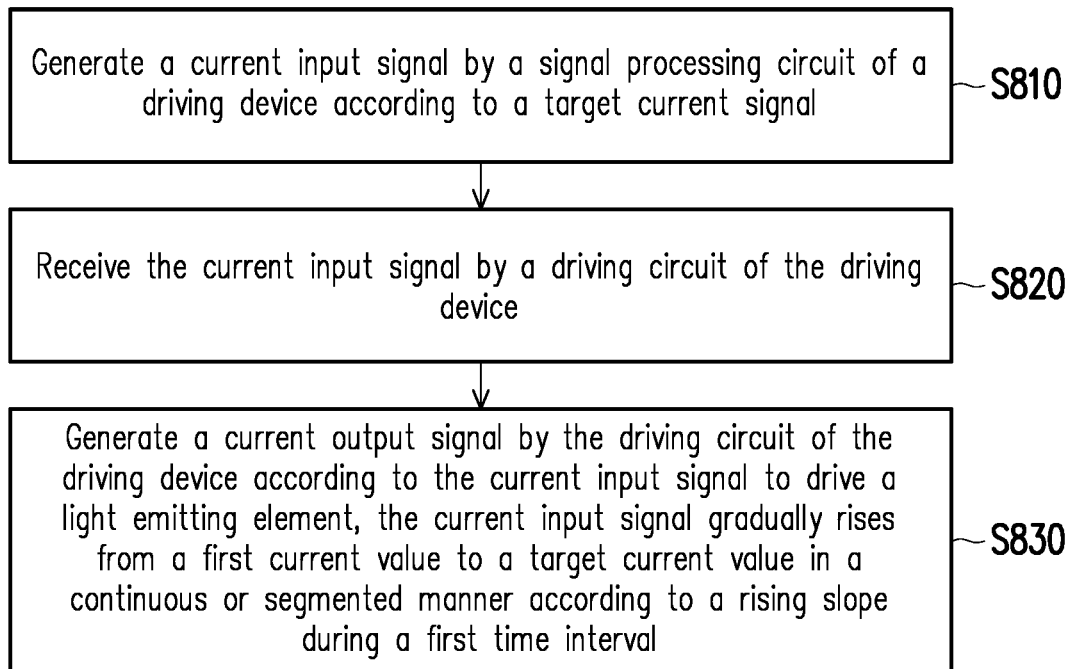 Generate a current input signal by a signal processing circuit of a
driving device according to a target current signal
S810
Receive the current input signal by a driving circuit of the driving
device
S820
Generate a current output signal by the driving circuit of the
driving device according to the current input signal to drive a
light emitting element, the current input signal gradually rises
from a first current value to a target current value in a
continuous or segmented manner according to a rising slope
during a first time interval
S830